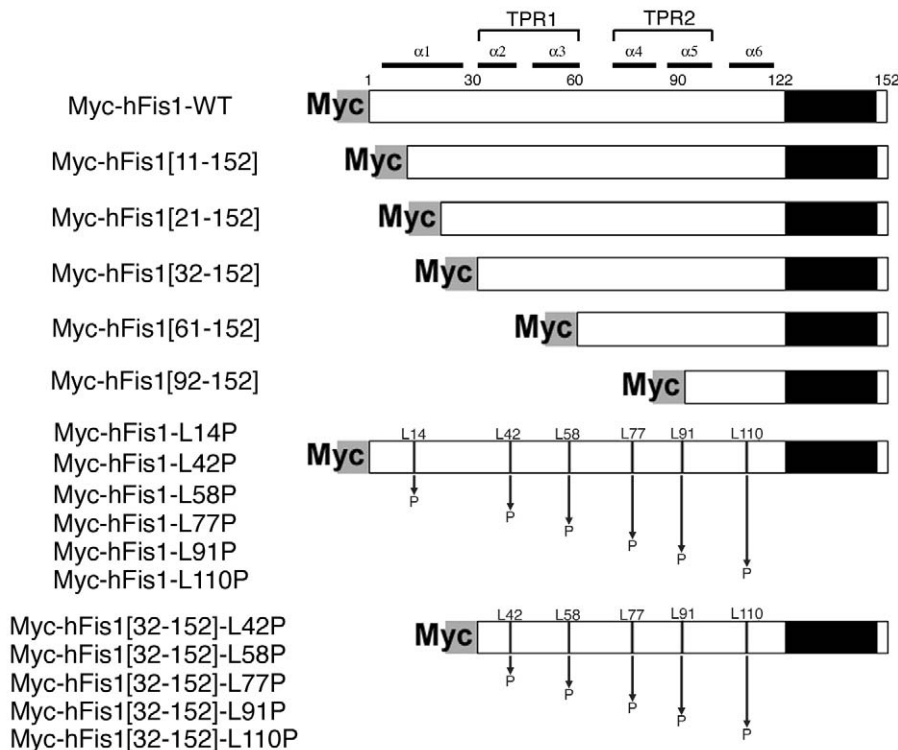 TPR1 TPR2
α1 α2 α3 α4 α5 α6
1 30 60 90 122 152
Myc-hFis1-WT Myc
Myc-hFis1[11-152] Myc
Myc-hFis1[21-152] Myc
Myc-hFis1[32-152] Myc
Myc-hFis1[61-152] Myc
Myc-hFis1[92-152] Myc
Myc-hFis1-L14P
Myc-hFis1-L42P
Myc-hFis1-L58P
Myc-hFis1-L77P
Myc-hFis1-L91P
Myc-hFis1-L110P
L14 L42 L58 L77 L91 L110
Myc
P P P P P P
Myc-hFis1[32-152]-L42P
Myc-hFis1[32-152]-L58P
Myc-hFis1[32-152]-L77P
Myc-hFis1[32-152]-L91P
Myc-hFis1[32-152]-L110P
L42 L58 L77 L91 L110
Myc
P P P P P